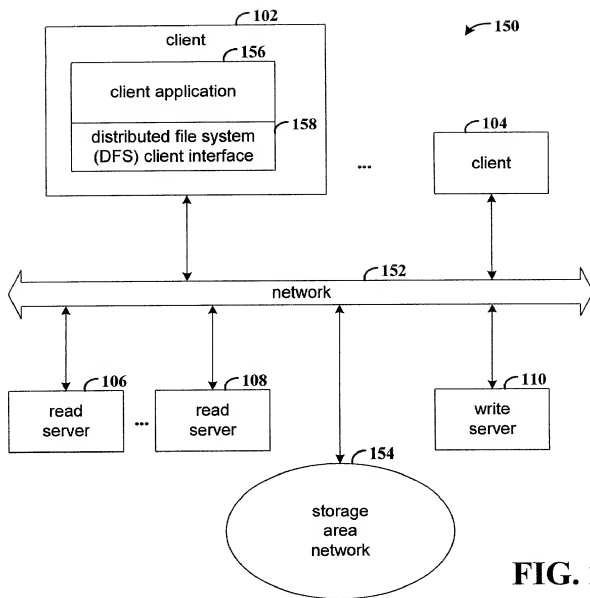 102
client
156
client application
158
distributed file system
(DFS) client interface
150
...
104
client
152
network
106
read
server
...
108
read
server
110
write
server
154
storage
area
network
FIG.